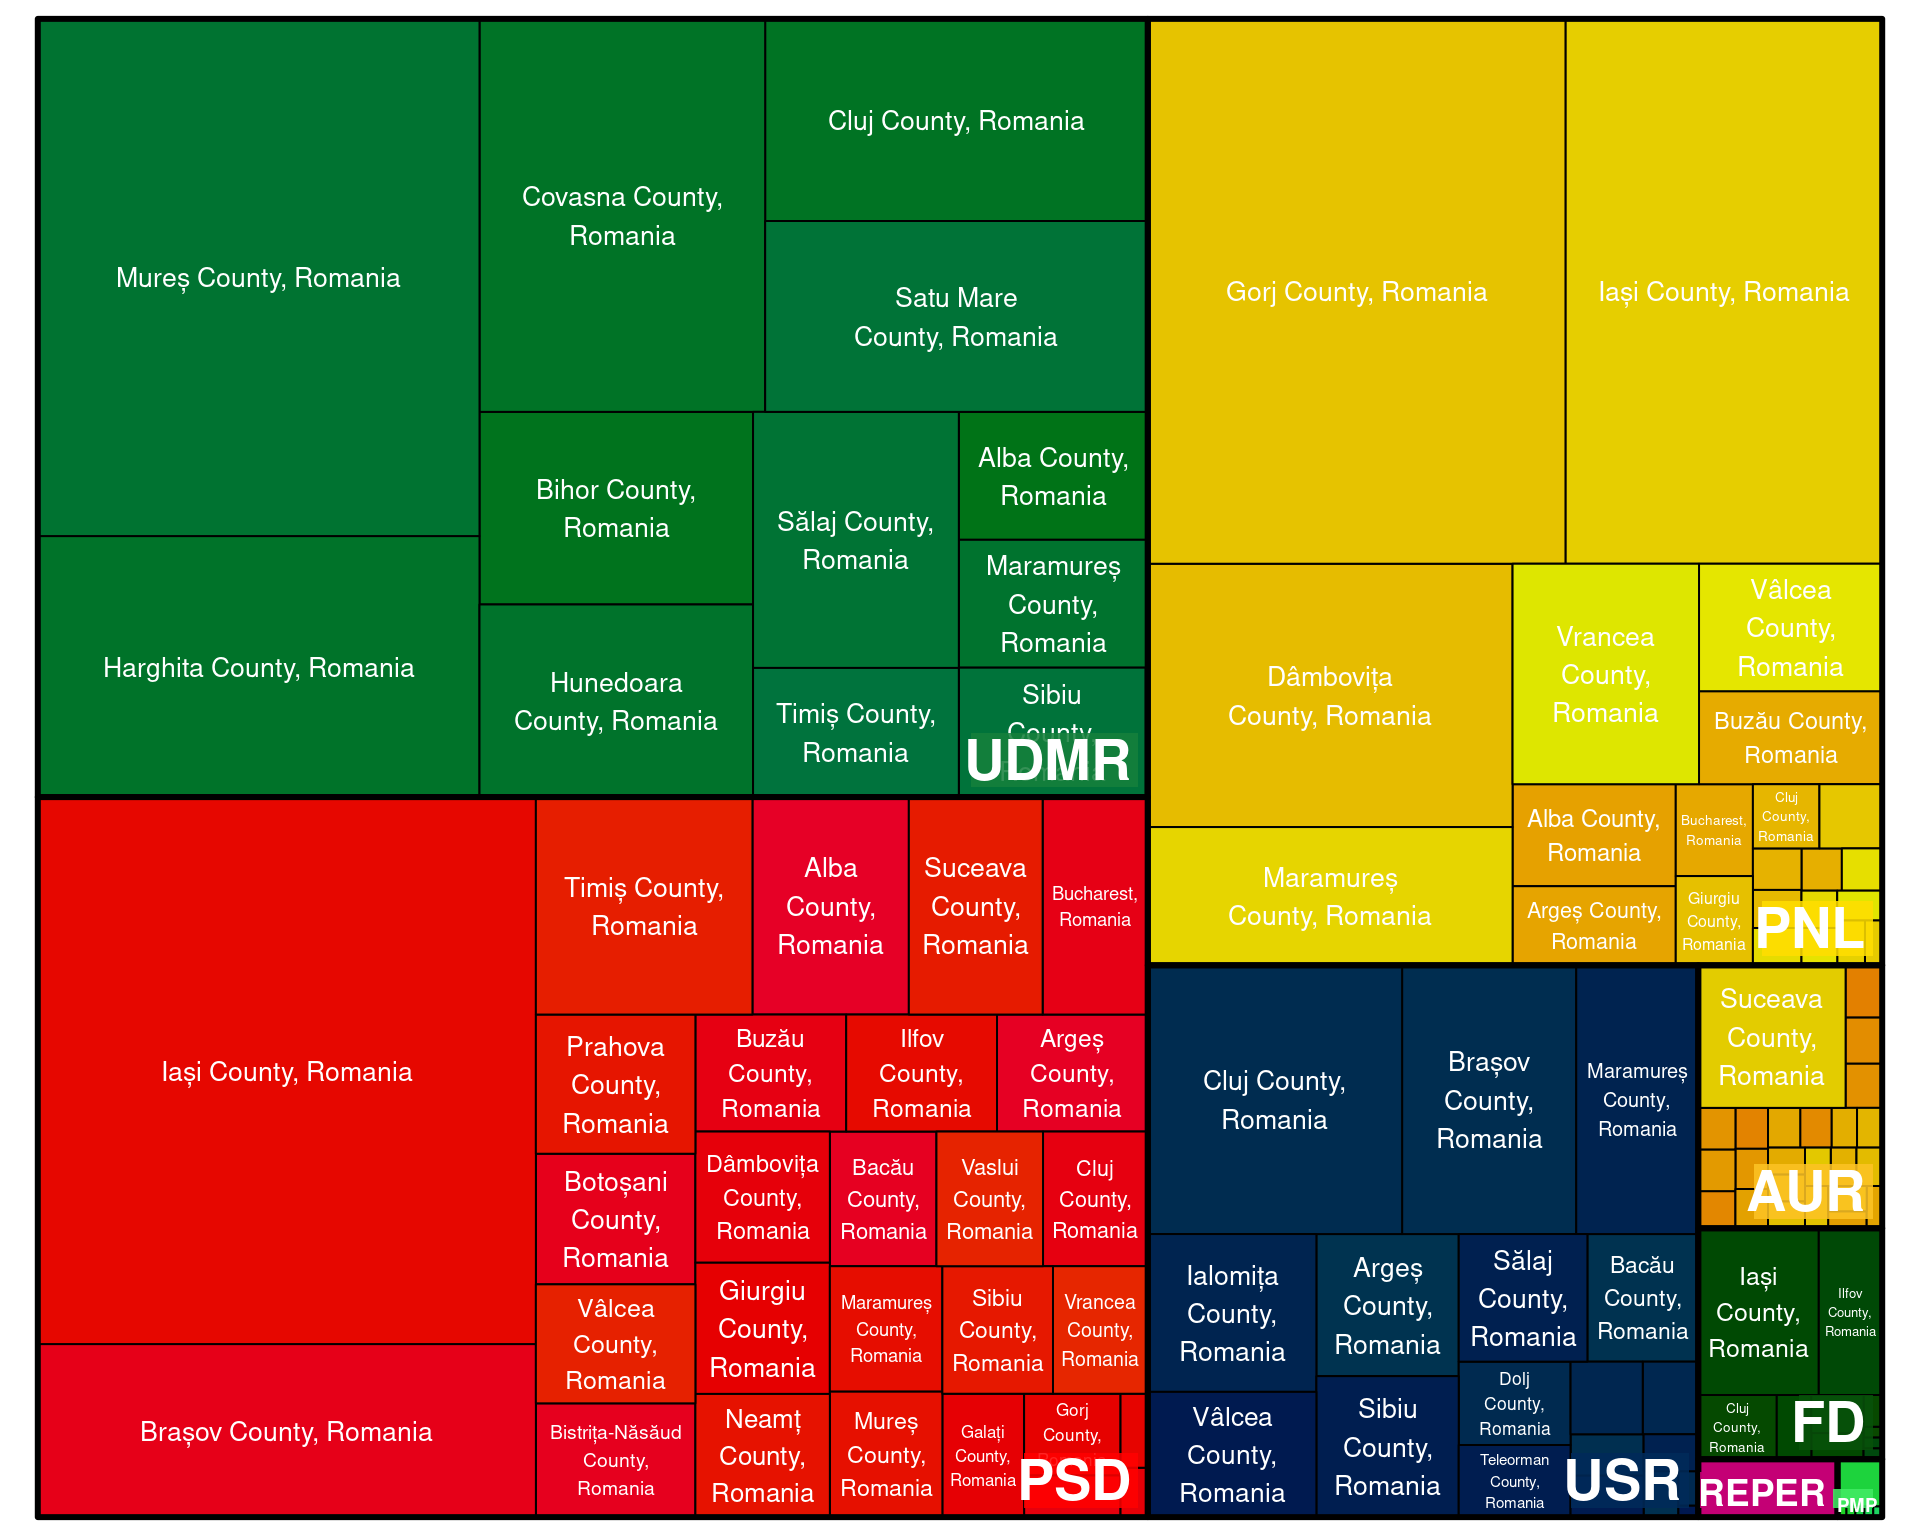 Mureș County, Romania
Harghita County, Romania
Covasna County,
Romania
Cluj County, Romania
Satu Mare
County, Romania
Bihor County,
Romania
Hunedoara
County, Romania
Sălaj County,
Romania
Timiș County,
Romania
Alba County,
Romania
Maramureș
County,
Romania
Sibiu
County,
Romania
UDMR
Gorj County, Romania
Iași County, Romania
Dâmbovița
County, Romania
Maramureș
County, Romania
Vrancea
County,
Romania
Vâlcea
County,
Romania
Buzău County,
Romania
Alba County,
Romania
Argeș County,
Romania
Bucharest,
Romania
Giurgiu
County,
Romania
Cluj
County,
Romania
PNL
Iași County, Romania
Brașov County, Romania
Timiș County,
Romania
Alba
County,
Romania
Suceava
County,
Romania
Bucharest,
Romania
Prahova
County,
Romania
Botoșani
County,
Romania
Vâlcea
County,
Romania
Bistrița-Năsăud
County,
Romania
Buzău
County,
Romania
Ilfov
County,
Romania
Argeș
County,
Romania
Dâmbovița
County,
Romania
Giurgiu
County,
Romania
Neamț
County,
Romania
Bacău
County,
Romania
Vaslui
County,
Romania
Cluj
County,
Romania
Maramureș
County,
Romania
Sibiu
County,
Romania
Vrancea
County,
Romania
Mureș
County,
Romania
Galați
County,
Romania
Gorj
County,
Romania
PSD
Cluj County,
Romania
Brașov
County,
Romania
Maramureș
County,
Romania
Ialomița
County,
Romania
Vâlcea
County,
Romania
Argeș
County,
Romania
Sibiu
County,
Romania
Sălaj
County,
Romania
Bacău
County,
Romania
Dolj
County,
Romania
Teleorman
County,
Romania
USR
Suceava
County,
Romania
AUR
Iași
County,
Romania
Ilfov
County,
Romania
Cluj
County,
Romania
FD
REPER
PMP